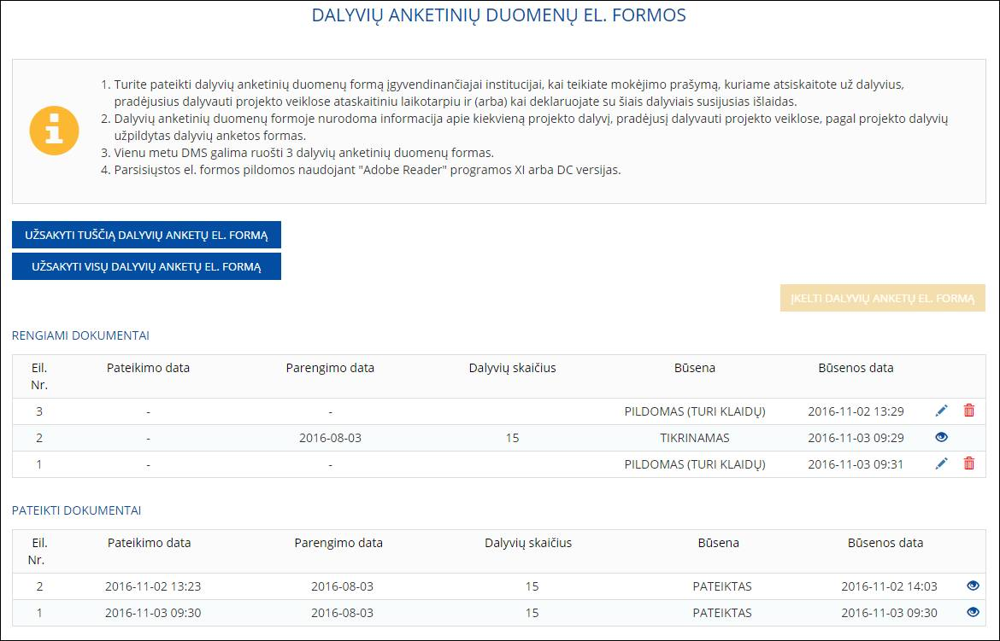 DALYVIŲ ANKETINIŲ DUOMENŲ EL. FORMOS
1. Turite pateikti dalyvių anketinių duomenų formą įgyvendinančiajai institucijai, kai teikiate mokėjimo prašymą, kuriame atsiskaitote už dalyvius,
pradėjusius dalyvauti projekto veiklose ataskaitiniu laikotarpiu ir (arba) kai deklaruojate su šiais dalyviais susijusias išlaidas.
2. Dalyvių anketinių duomenų formoje nurodoma informacija apie kiekvieną projekto dalyvį, pradėjusį dalyvauti projekto veiklose, pagal projekto dalyvių
užpildytas dalyvių anketos formas.
3. Vienu metu DMS galima ruošti 3 dalyvių anketinių duomenų formas.
4. Parsisiųstos el. formos pildomos naudojant "Adobe Reader" programos XI arba DC versijas.
UŽSAKYTI TUŠČIĄ DALYVIŲ ANKETŲ EL. FORMĄ
UŽSAKYTI VISŲ DALYVIŲ ANKETŲ EL. FORMĄ
ĮKELTI DALYVIŲ ANKETŲ EL. FORMĄ
RENGIAMI DOKUMENTAI
Eil. Pateikimo data Parengimo data Dalyvių skaičius Būsena Būsenos data
Nr.
3 - - PILDOMAS (TURI KLAIDŲ) 2016-11-02 13:29
2 - 2016-08-03 15 TIKRINAMAS 2016-11-03 09:29
1 - - PILDOMAS (TURI KLAIDŲ) 2016-11-03 09:31
PATEIKTI DOKUMENTAI
Eil. Pateikimo data Parengimo data Dalyvių skaičius Būsena Būsenos data
Nr.
2 2016-11-02 13:23 2016-08-03 15 PATEIKTAS 2016-11-02 14:03
1 2016-11-03 09:30 2016-08-03 15 PATEIKTAS 2016-11-03 09:30